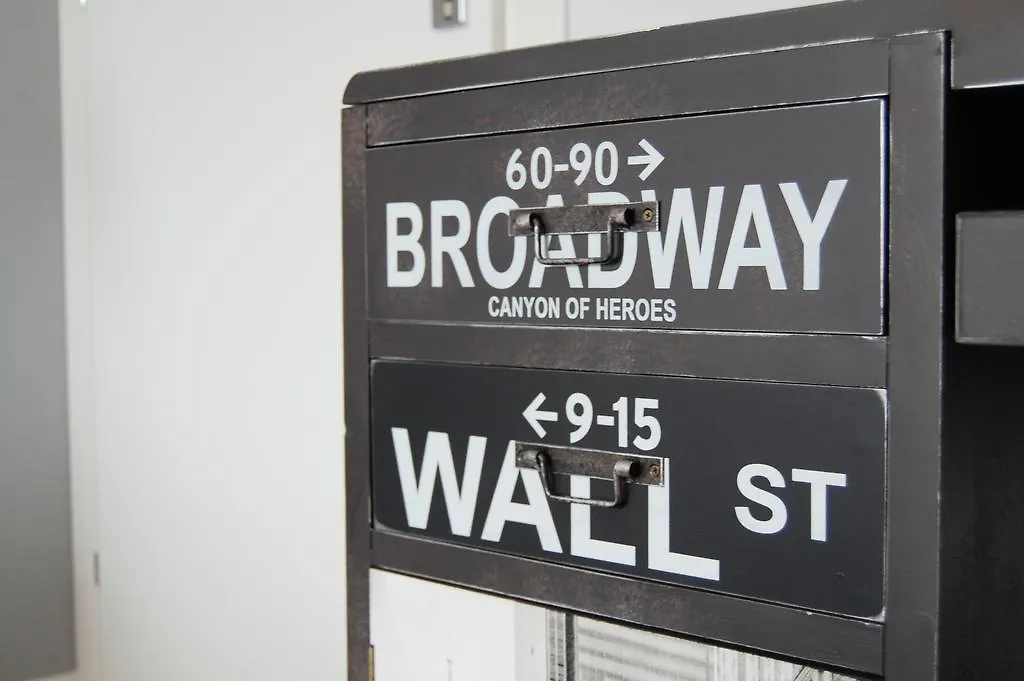 60-90 →
BROADWAY
CANYON OF HEROES
← 9-15
WALL ST